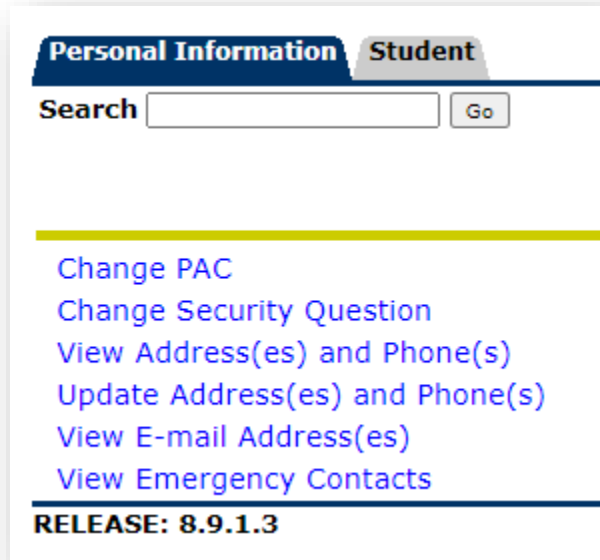 Personal Information Student
Search Go
Change PAC
Change Security Question
View Address(es) and Phone(s)
Update Address(es) and Phone(s)
View E-mail Address(es)
View Emergency Contacts
RELEASE: 8.9.1.3